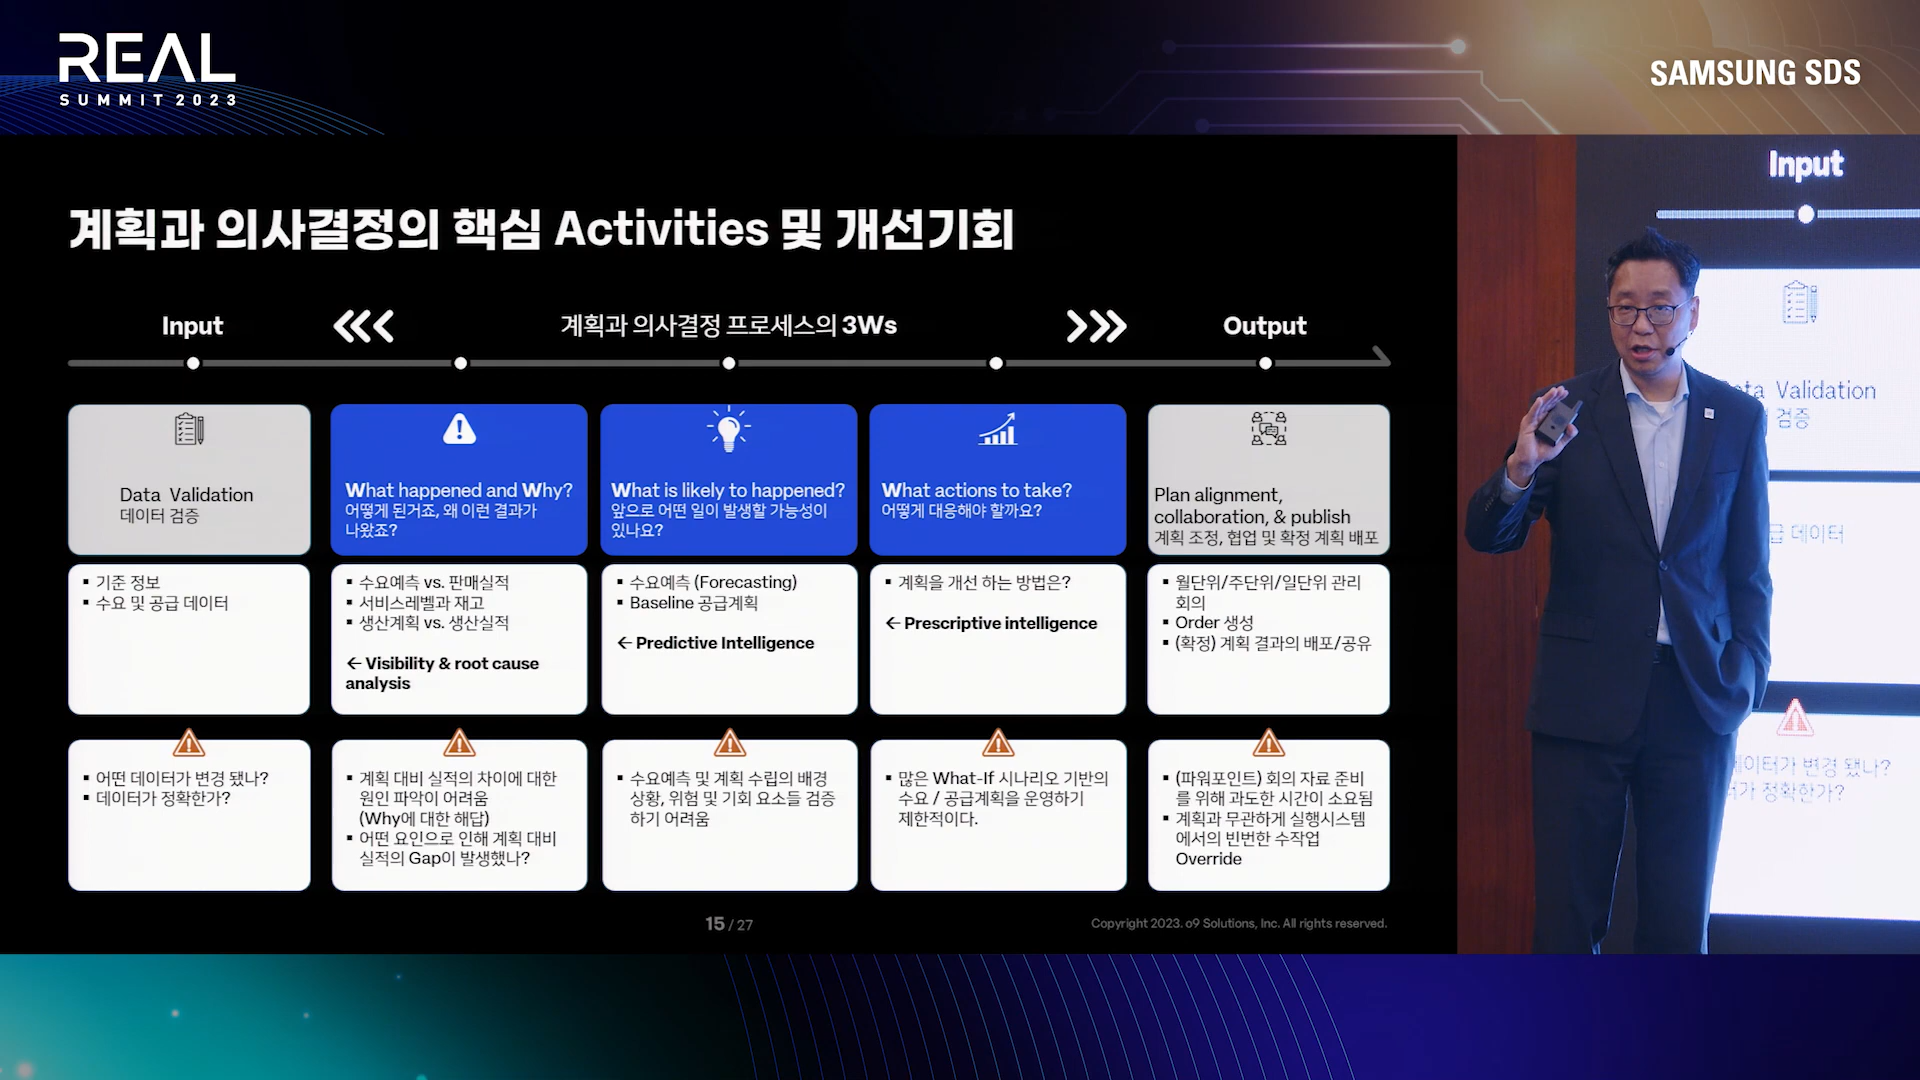 REAL
SUMMIT 2023
SAMSUNG SDS
계획과 의사결정의 핵심 Activities 및 개선기회
Input
계획과 의사결정 프로세스의 3Ws
Output
Data Validation
데이터 검증
What happened and Why?
어떻게 된거죠, 왜 이런 결과가
나왔죠?
What is likely to happened?
앞으로 어떤 일이 발생할 가능성이
있나요?
What actions to take?
어떻게 대응해야 할까요?
Plan alignment,
collaboration, & publish
계획 조정, 협업 및 확정 계획 배포
▪ 기준 정보
▪ 수요 및 공급 데이터
▪ 수요예측 vs. 판매실적
▪ 서비스레벨과 재고
▪ 생산계획 vs. 생산실적
← Visibility & root cause
analysis
▪ 수요예측 (Forecasting)
▪ Baseline 공급계획
← Predictive Intelligence
▪ 계획을 개선 하는 방법은?
← Prescriptive intelligence
▪ 월단위/주단위/일단위 관리
회의
▪ Order 생성
▪ (확정) 계획 결과의 배포/공유
▪ 어떤 데이터가 변경 됐나?
▪ 데이터가 정확한가?
▪ 계획 대비 실적의 차이에 대한
원인 파악이 어려움
(Why에 대한 해답)
▪ 어떤 요인으로 인해 계획 대비
실적의 Gap이 발생했나?
▪ 수요예측 및 계획 수립의 배경
상황, 위험 및 기회 요소들 검증
하기 어려움
▪ 많은 What-If 시나리오 기반의
수요 / 공급계획을 운영하기
제한적이다.
▪ (파워포인트) 회의 자료 준비
를 위해 과도한 시간이 소요됨
▪ 계획과 무관하게 실행시스템
에서의 빈번한 수작업
Override
15 / 27
Copyright 2023. o9 Solutions, Inc. All rights reserved.
Input
ta Validation
검증
급 데이터
이터가 변경 됐나?
가 정확한가?